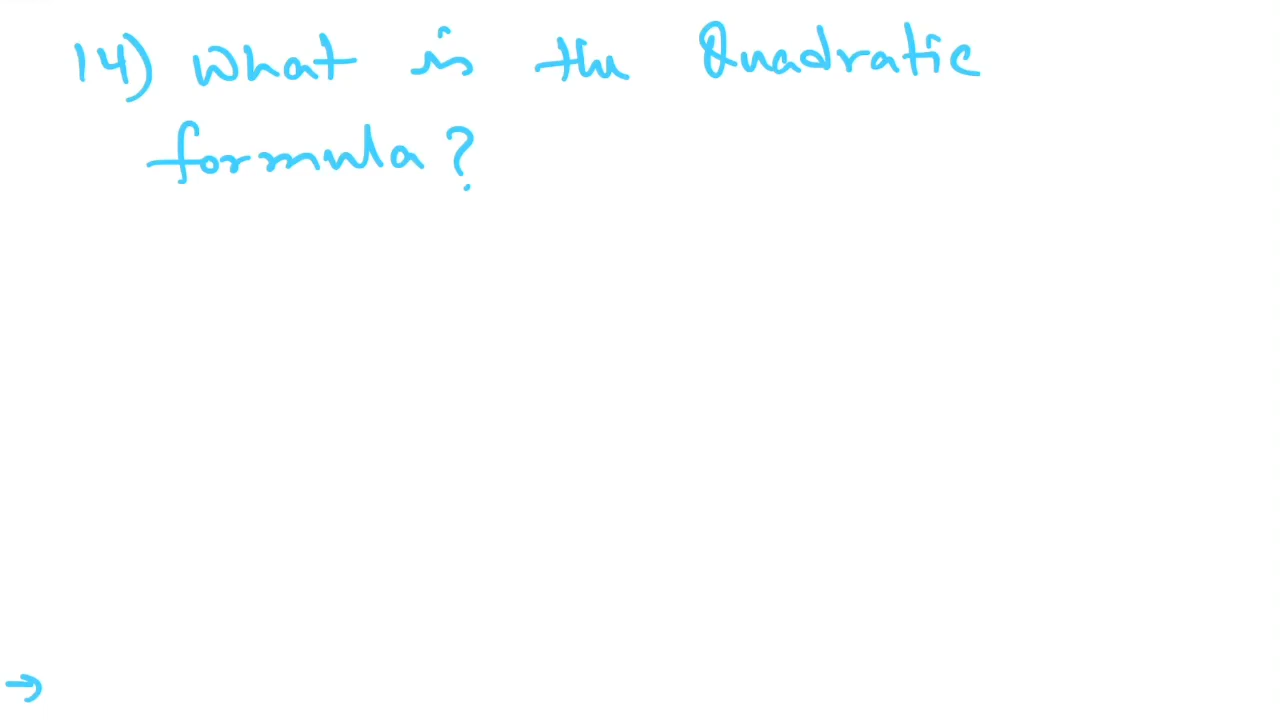 14) What is the Quadratic
formula?
→